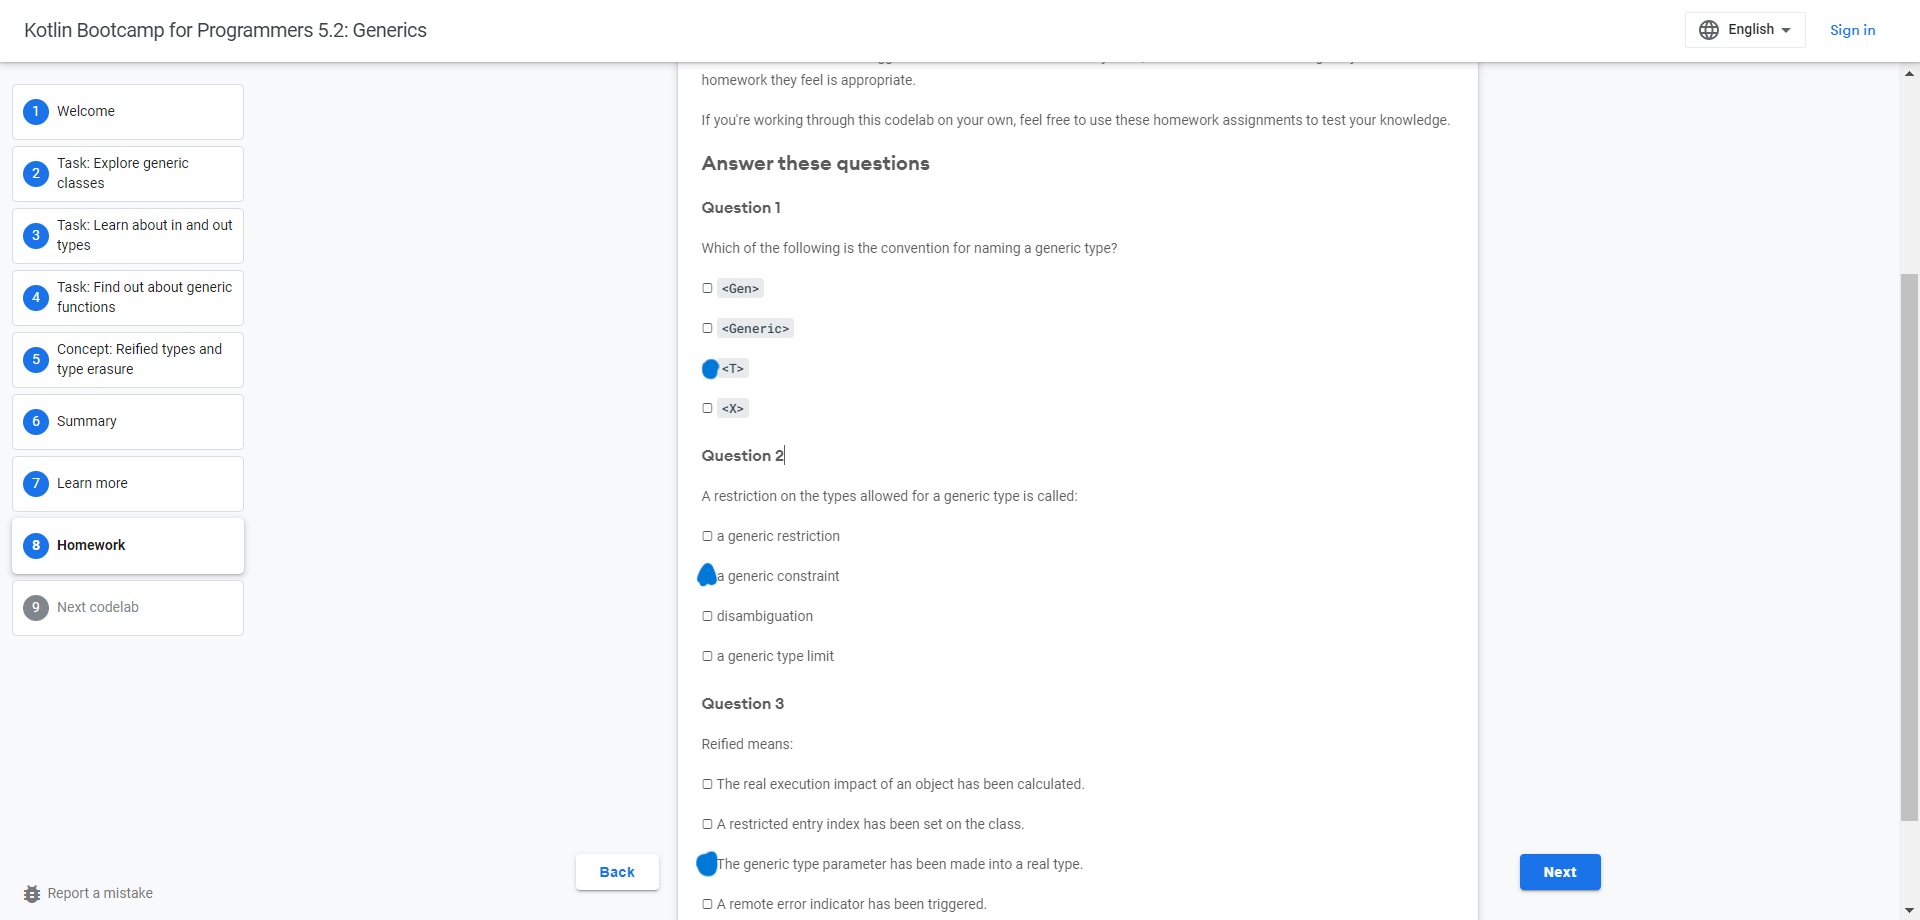 Kotlin Bootcamp for Programmers 5.2: Generics
English
Sign in
1 Welcome
2 Task: Explore generic
classes
3 Task: Learn about in and out
types
4 Task: Find out about generic
functions
5 Concept: Reified types and
type erasure
6 Summary
7 Learn more
8 Homework
9 Next codelab
Report a mistake
homework they feel is appropriate.
If you're working through this codelab on your own, feel free to use these homework assignments to test your knowledge.
Answer these questions
Question 1
Which of the following is the convention for naming a generic type?
<Gen>
<Generic>
<T>
<X>
Question 2
A restriction on the types allowed for a generic type is called:
a generic restriction
a generic constraint
disambiguation
a generic type limit
Question 3
Reified means:
The real execution impact of an object has been calculated.
A restricted entry index has been set on the class.
The generic type parameter has been made into a real type.
A remote error indicator has been triggered.
Back
Next